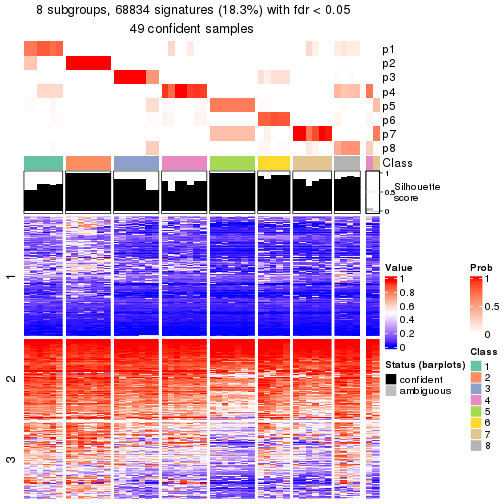 8 subgroups, 68834 signatures (18.3%) with fdr < 0.05
49 confident samples
p1
p2
p3
p4
p5
p6
p7
p8
Class
1
0.5
0
Silhouette
score
1
2
3
Value
1
0.8
0.6
0.4
0.2
0
Status (barplots)
confident
ambiguous
Prob
1
0.5
0
Class
1
2
3
4
5
6
7
8